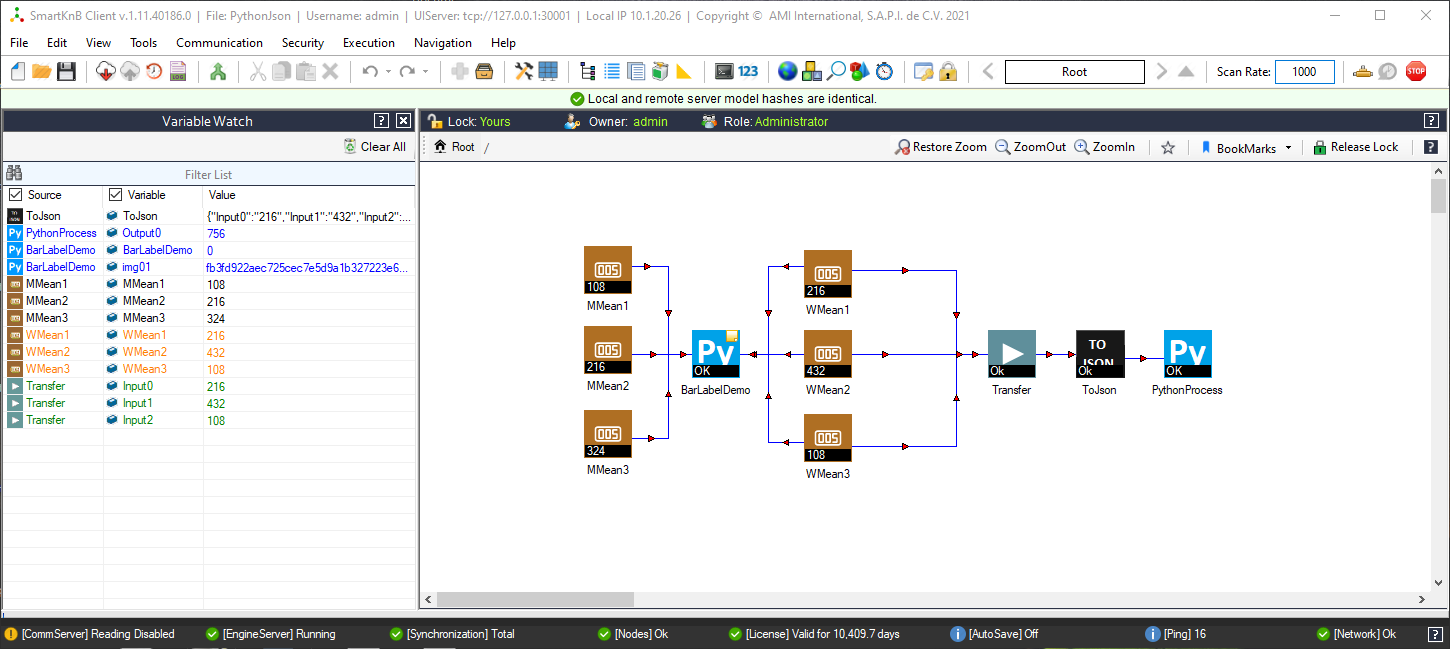 SmartKnB Client v.1.11.40186.0 | File: PythonJson | Username: admin | UIServer: tcp://127.0.0.1:30001 | Local IP 10.1.20.26 | Copyright © AMI International, S.A.P.I. de C.V. 2021
File Edit View Tools Communication Security Execution Navigation Help
LOG 123 Root Scan Rate: 1000 STOP
Local and remote server model hashes are identical.
Variable Watch ?
Lock: Yours Owner: admin Role: Administrator ?
Clear All
Root / Restore Zoom ZoomOut ZoomIn BookMarks Release Lock ?
Filter List
Source Variable Value
TO JSON ToJson ToJson {"Input0":"216","Input1":"432","Input2":...
Py PythonProcess Output0 756
Py BarLabelDemo BarLabelDemo 0
Py BarLabelDemo img01 fb3fd922aec725cec7e5d9a1b327223e6...
MMean1 MMean1 108
MMean2 MMean2 216
MMean3 MMean3 324
WMean1 WMean1 216
WMean2 WMean2 432
WMean3 WMean3 108
Transfer Input0 216
Transfer Input1 432
Transfer Input2 108
108
MMean1
216
WMean1
216
MMean2
Py
OK
BarLabelDemo
432
WMean2
Ok
Transfer
TO
JSON
Ok
ToJson
Py
OK
PythonProcess
324
MMean3
108
WMean3
[CommServer] Reading Disabled [EngineServer] Running [Synchronization] Total [Nodes] Ok [License] Valid for 10,409.7 days [AutoSave] Off [Ping] 16 [Network] Ok ?